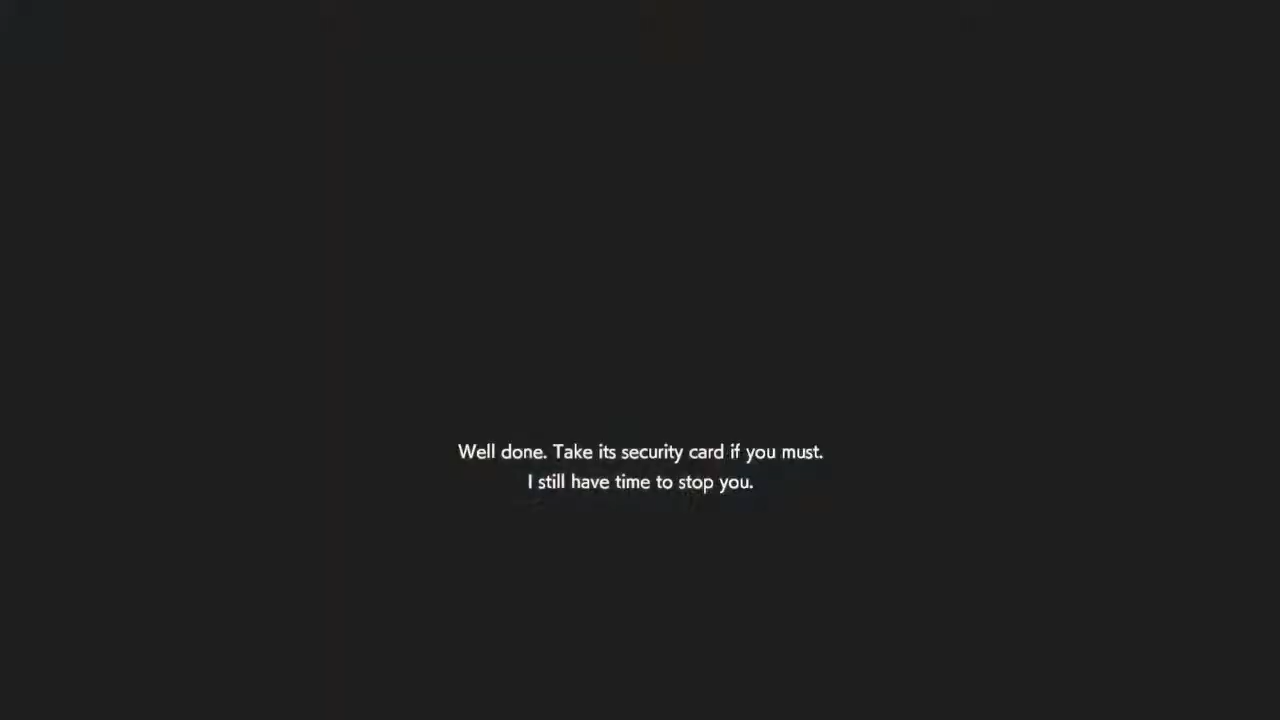 Well done. Take its security card if you must.
I still have time to stop you.